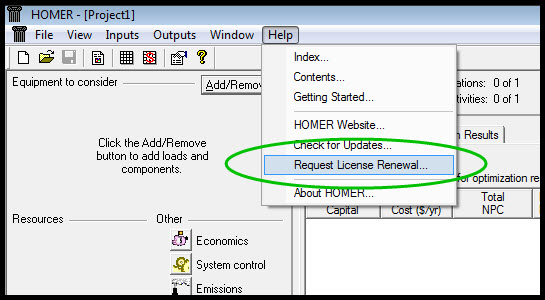 HOMER - [Project1]
File View Inputs Outputs Window Help
Equipment to consider
Add/Remov
Click the Add/Remove
button to add loads and
components.
Resources
Other
Economics
System control
Emissions
Index...
Contents...
Getting Started...
HOMER Website...
Check for Updates...
Request License Renewal...
About HOMER...
ations: 0 of 1
tivities: 0 of 1
n Results
for optimization re
Capital
Cost ($/yr)
Total
NPC